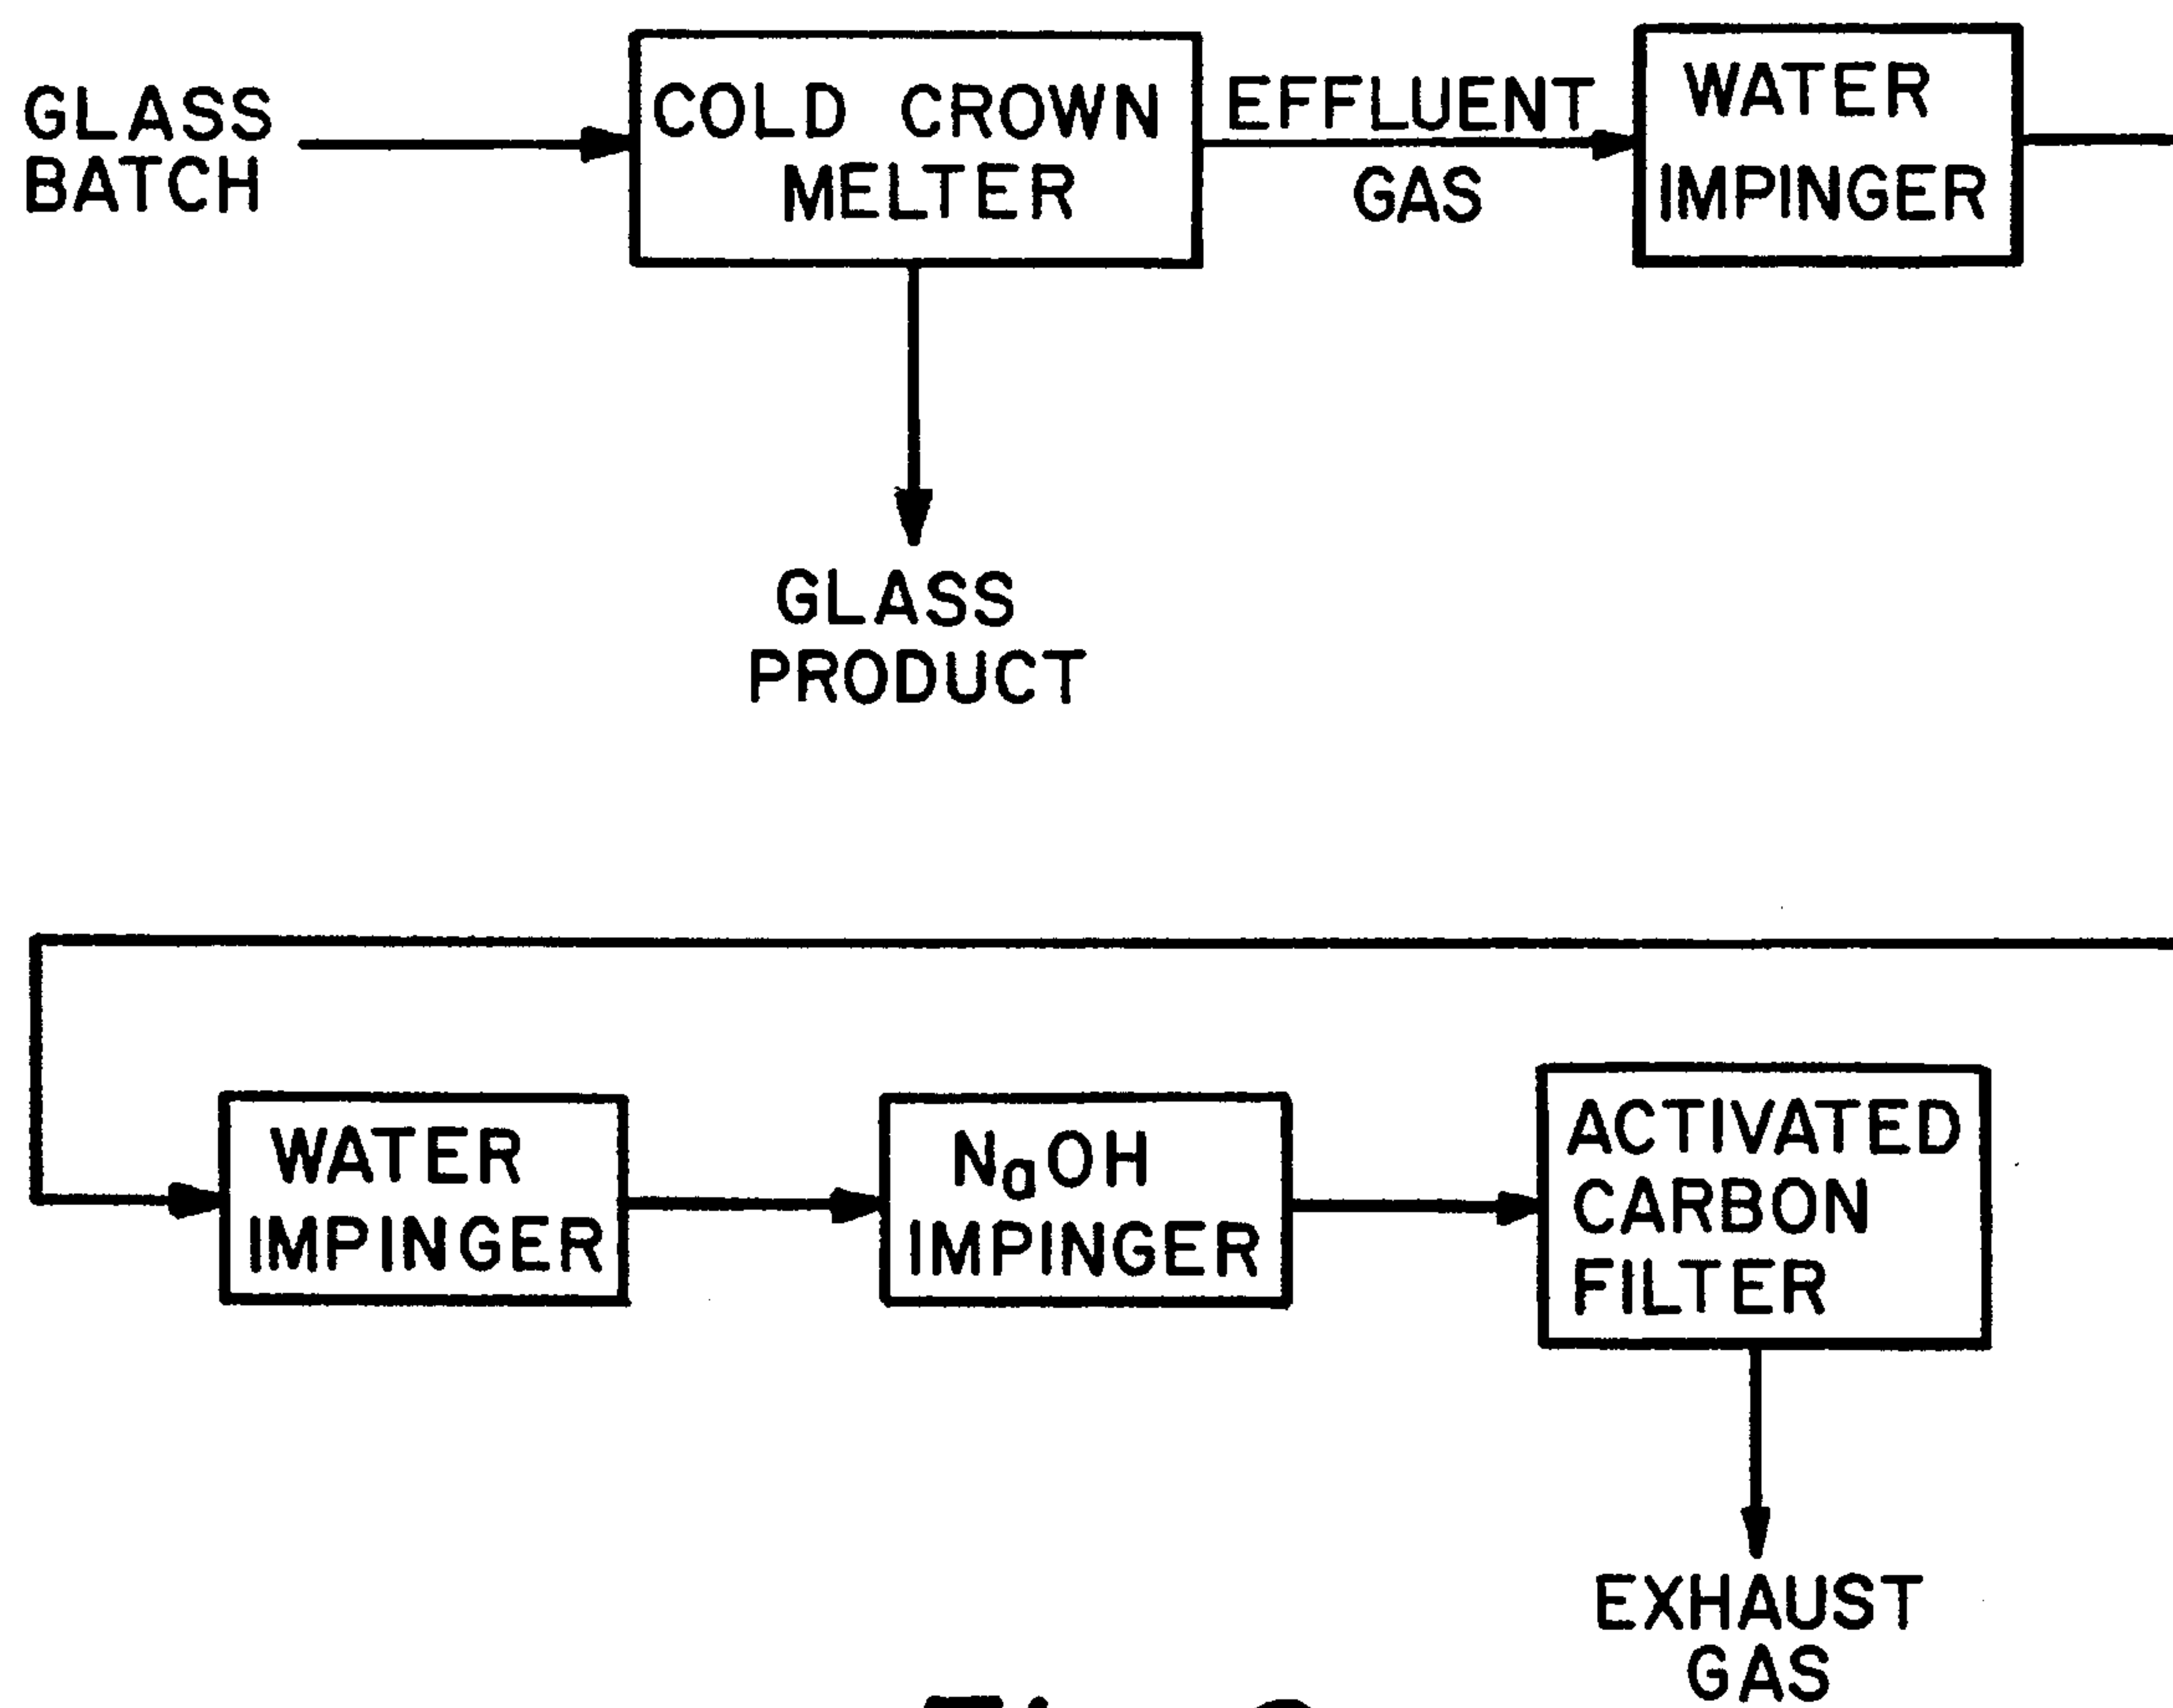 GLASS
BATCH
COLD CROWN
MELTER
EFFLUENT
GAS
WATER
IMPINGER
GLASS
PRODUCT
WATER
IMPINGER
NaOH
IMPINGER
ACTIVATED
CARBON
FILTER
EXHAUST
GAS